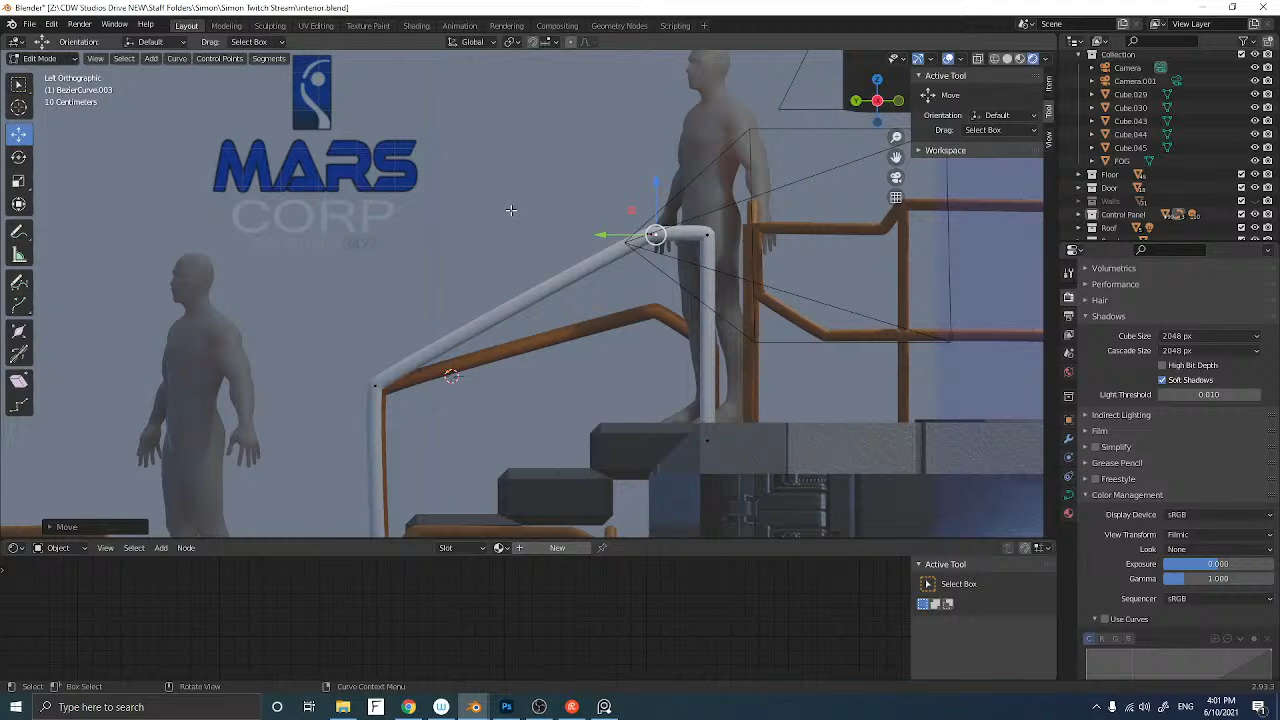 Blender* [Z:\CDW Studios Drive NEW\Staff Folders\Simon\Simon Twitch Stream\interior.blend]
File Edit Render Window Help Layout Modeling Sculpting UV Editing Texture Paint Shading Animation Rendering Compositing Geometry Nodes Scripting + Scene View Layer
Orientation: Default Drag: Select Box Global
Edit Mode View Select Add Curve Control Points Segments
Left Orthographic
(1) BezierCurve.003
10 Centimeters
MARS
CORP
Z
Y
X
Active Tool
Move
Orientation: Default
Drag: Select Box
Workspace
Item
Tool
View
Collection
Camera
Camera.001
Cube.029
Cube.030
Cube.043
Cube.044
Cube.045
FOG
Floor
Door
Walls
Control Panel
Roof
Volumetrics
Performance
Hair
Shadows
Cube Size 2048 px
Cascade Size 2048 px
High Bit Depth
Soft Shadows
Light Threshold 0.010
Indirect Lighting
Film
Simplify
Grease Pencil
Freestyle
Color Management
Display Device sRGB
View Transform Filmic
Look None
Exposure 0.000
Gamma 1.000
Sequencer sRGB
Use Curves
C R G B
Move
Object View Select Add Node Slot New
Active Tool
Select Box
Select Box Select Rotate View Curve Context Menu 2.93.3
Type here to search
ENG
4:01 PM
6/10/2021